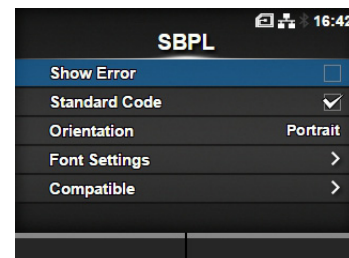 16:42
SBPL
Show Error
Standard Code
Orientation Portrait
Font Settings
Compatible